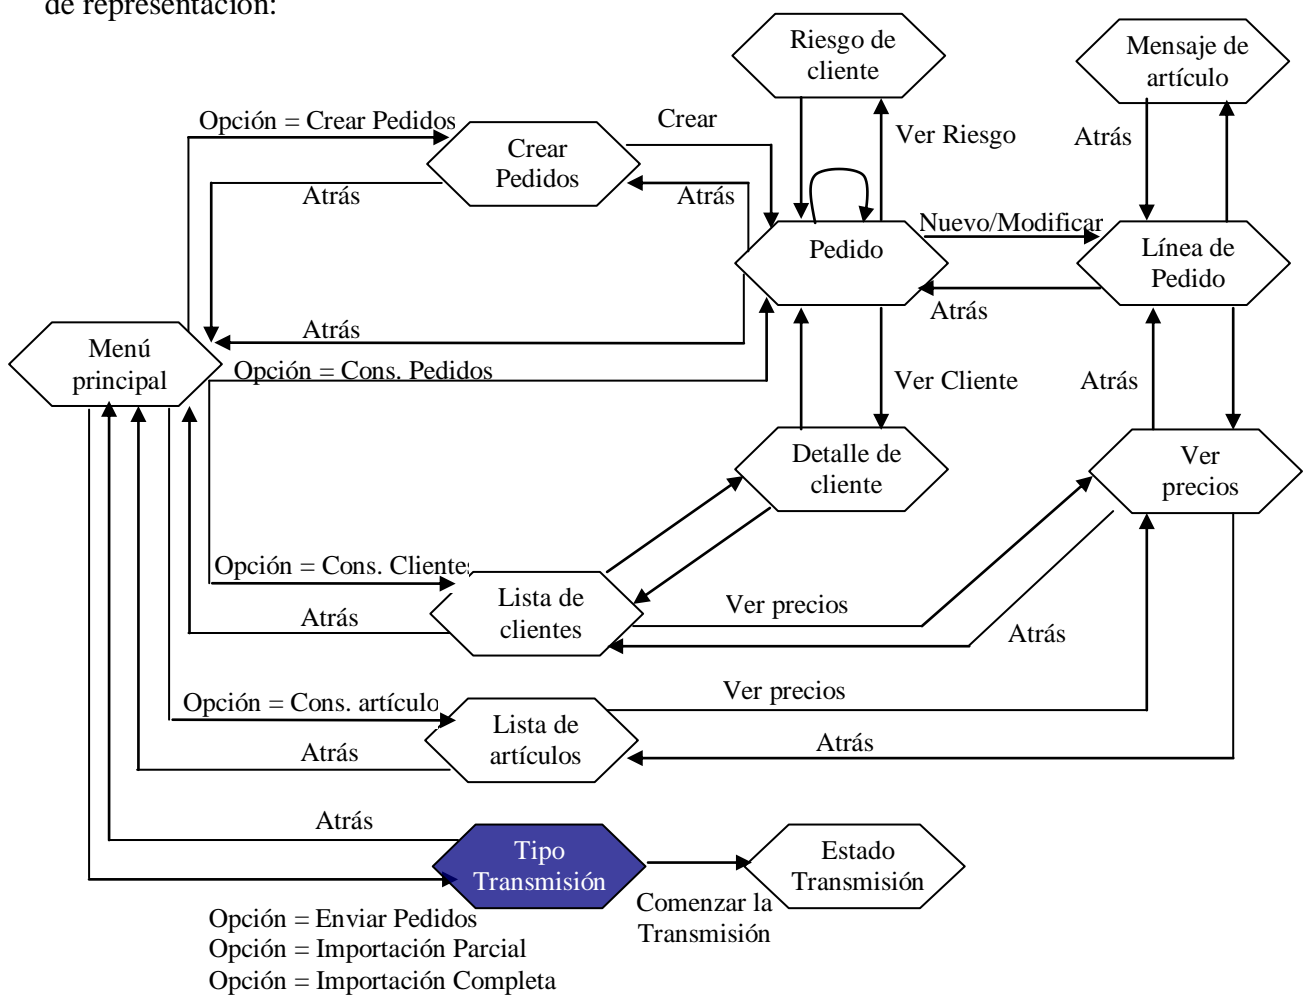 de representación:
Riesgo de
cliente
Mensaje de
artículo
Opción = Crear Pedidos
Crear
Ver Riesgo
Atrás
Crear
Pedidos
Atrás
Atrás
Nuevo/Modificar
Pedido
Línea de
Pedido
Atrás
Atrás
Menú
principal
Opción = Cons. Pedidos
Ver Cliente
Atrás
Detalle de
cliente
Ver
precios
Opción = Cons. Clientes
Lista de
clientes
Ver precios
Atrás
Atrás
Opción = Cons. artículo
Ver precios
Lista de
artículos
Atrás
Atrás
Atrás
Tipo
Transmisión
Estado
Transmisión
Comenzar la
Transmisión
Opción = Enviar Pedidos
Opción = Importación Parcial
Opción = Importación Completa